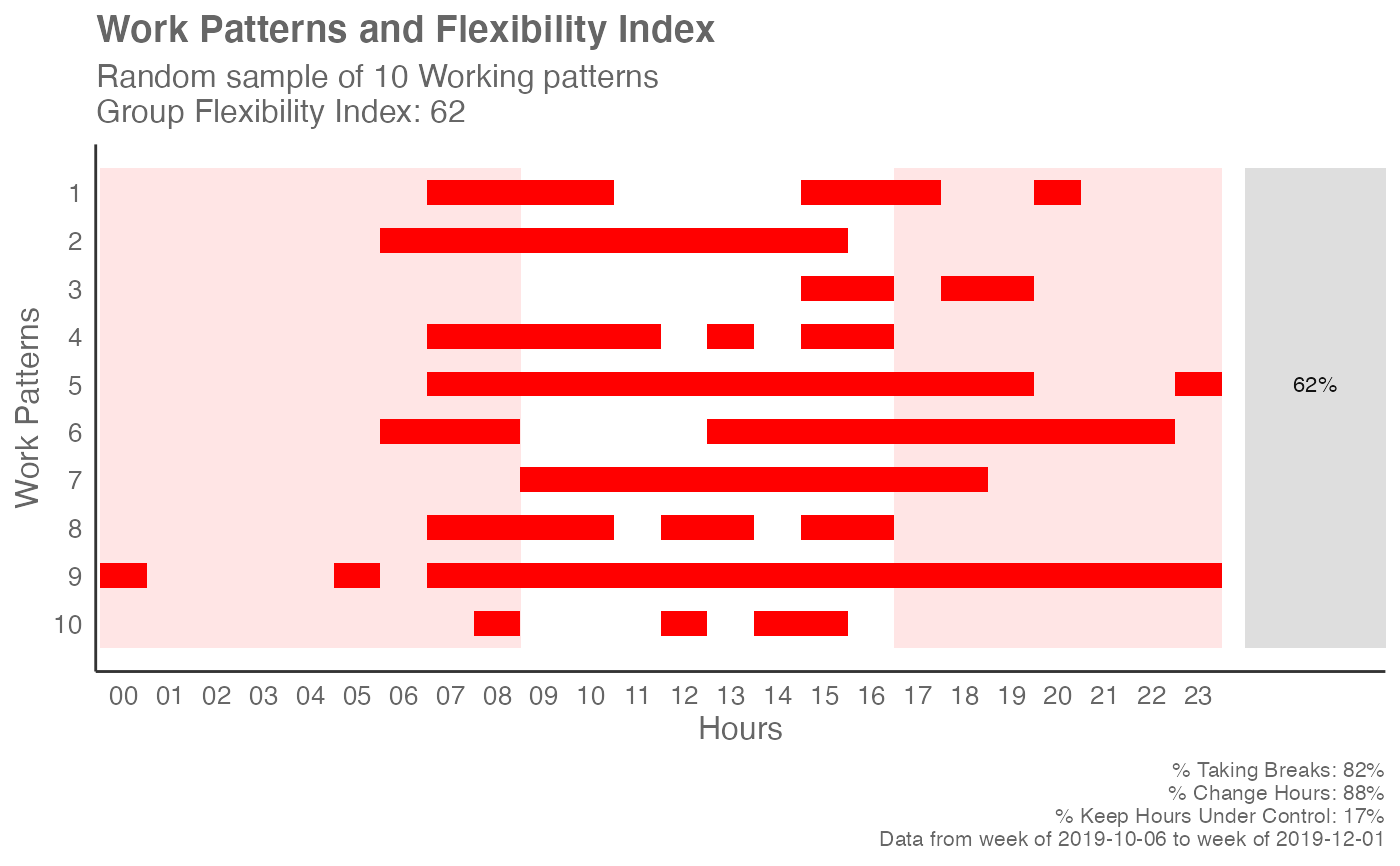 Work Patterns and Flexibility Index
Random sample of 10 Working patterns
Group Flexibility Index: 62
Work Patterns
1
2
3
4
5
62%
6
7
8
9
10
00 01 02 03 04 05 06 07 08 09 10 11 12 13 14 15 16 17 18 19 20 21 22 23
Hours
% Taking Breaks: 82%
% Change Hours: 88%
% Keep Hours Under Control: 17%
Data from week of 2019-10-06 to week of 2019-12-01